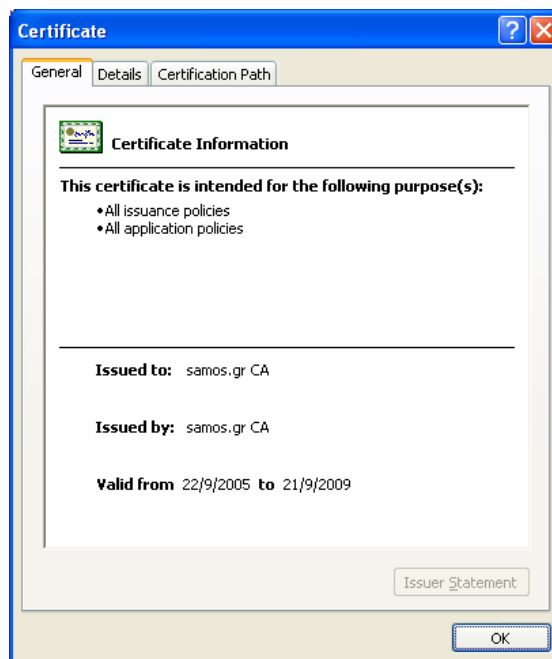 Certificate
General Details Certification Path
Certificate Information
This certificate is intended for the following purpose(s):
•All issuance policies
•All application policies
Issued to: samos.gr CA
Issued by: samos.gr CA
Valid from 22/9/2005 to 21/9/2009
Issuer Statement
OK